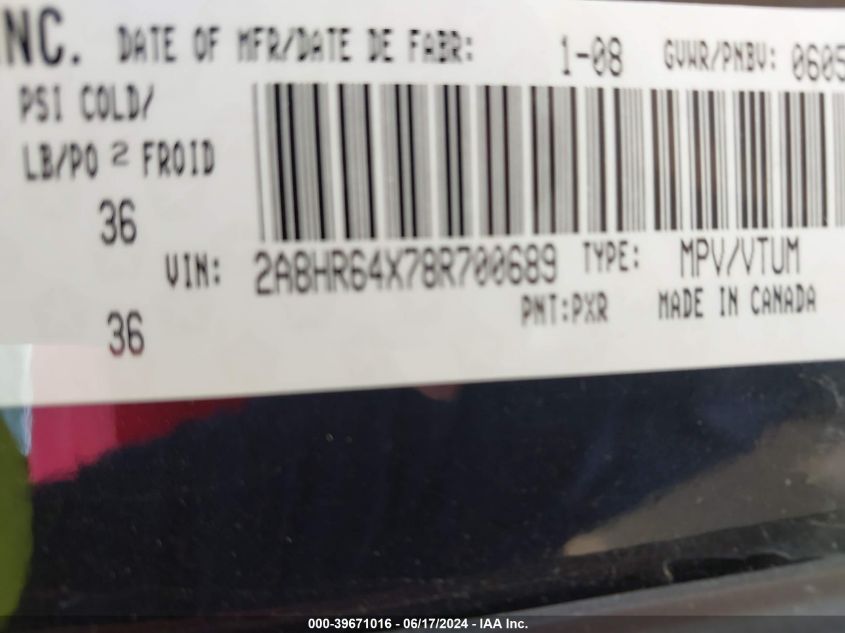 INC. DATE OF MFR/DATE DE FABR: 1-08 GVWR/PNBV: 0605
PSI COLD/
LB/PO 2 FROID
36
VIN: 2A8HR64X78R700689 TYPE: MPV/VTUM
PNT:PXR MADE IN CANADA
36
000-39671016 - 06/17/2024 - IAA Inc.